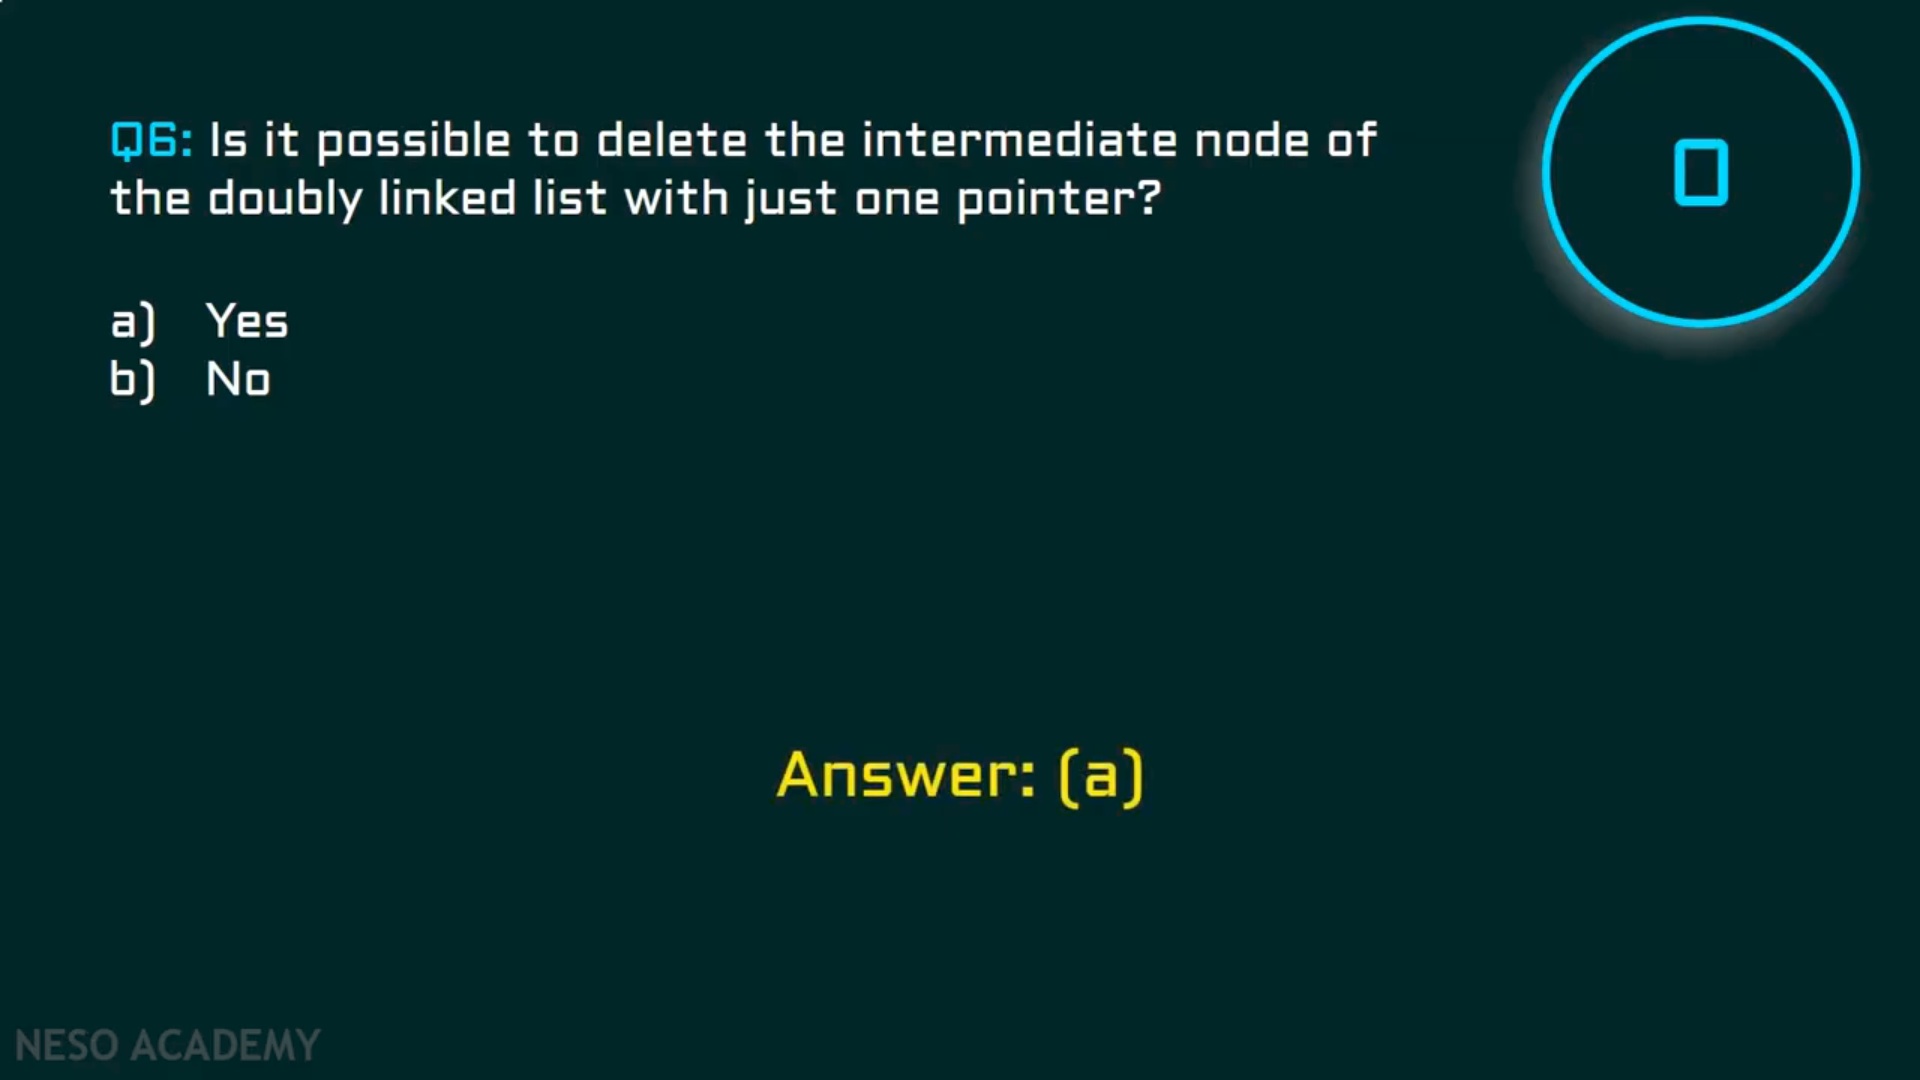 Q6: Is it possible to delete the intermediate node of
the doubly linked list with just one pointer?
0
a) Yes
b) No
Answer: (a)
NESO ACADEMY